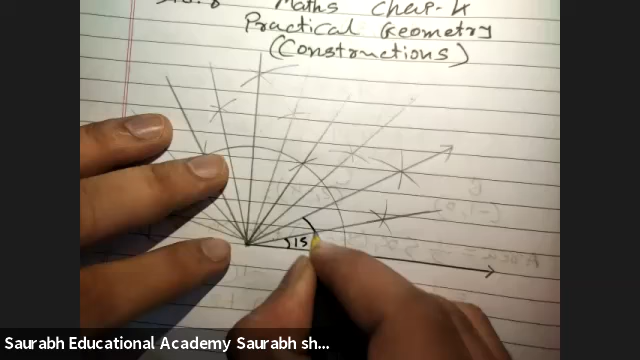 Maths Chap-4
Practical Geometry
(Constructions)
15
Saurabh Educational Academy Saurabh sh...